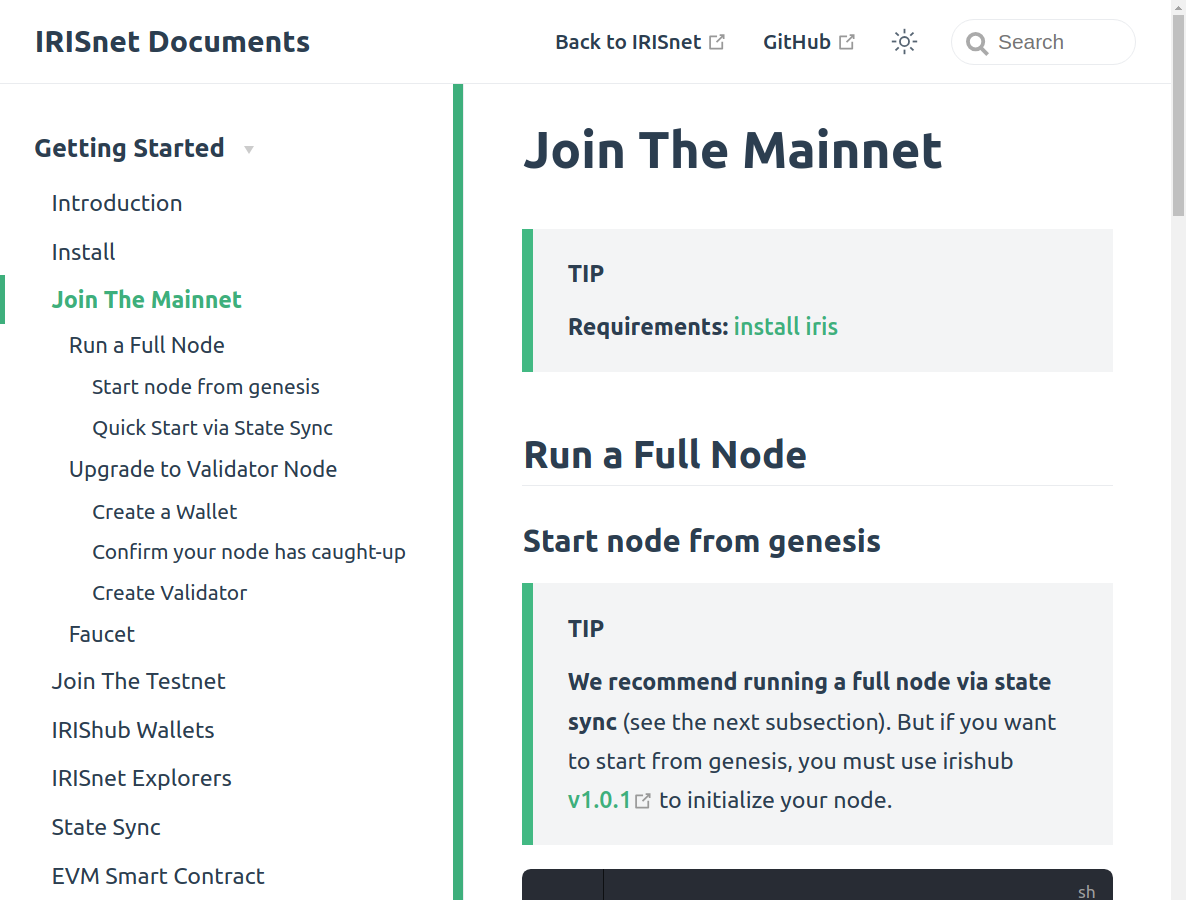 IRISnet Documents
Back to IRISnet
GitHub
Search
Getting Started
Introduction
Install
Join The Mainnet
Run a Full Node
Start node from genesis
Quick Start via State Sync
Upgrade to Validator Node
Create a Wallet
Confirm your node has caught-up
Create Validator
Faucet
Join The Testnet
IRIShub Wallets
IRISnet Explorers
State Sync
EVM Smart Contract
Join The Mainnet
TIP
Requirements: install iris
Run a Full Node
Start node from genesis
TIP
We recommend running a full node via state
sync (see the next subsection). But if you want
to start from genesis, you must use irishub
v1.0.1 to initialize your node.
sh